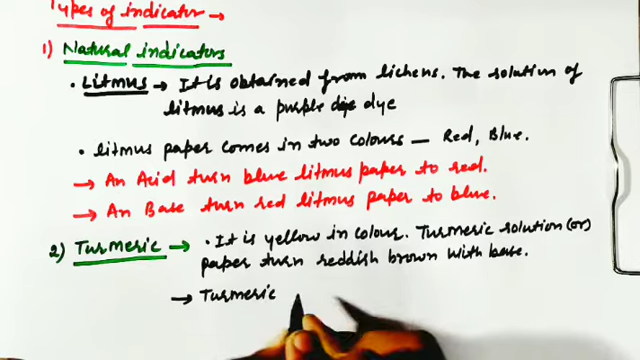 Types of indicator →
1) Natural indicators
• Litmus → It is obtained from lichens. The solution of
litmus is a purple dye
• litmus paper comes in two colours — Red, Blue.
→ An Acid turn blue litmus paper to red.
→ An Base turn red litmus paper to blue.
2) Turmeric → • It is yellow in colour. Turmeric solution (or)
paper turn reddish brown with base.
→ Turmeric